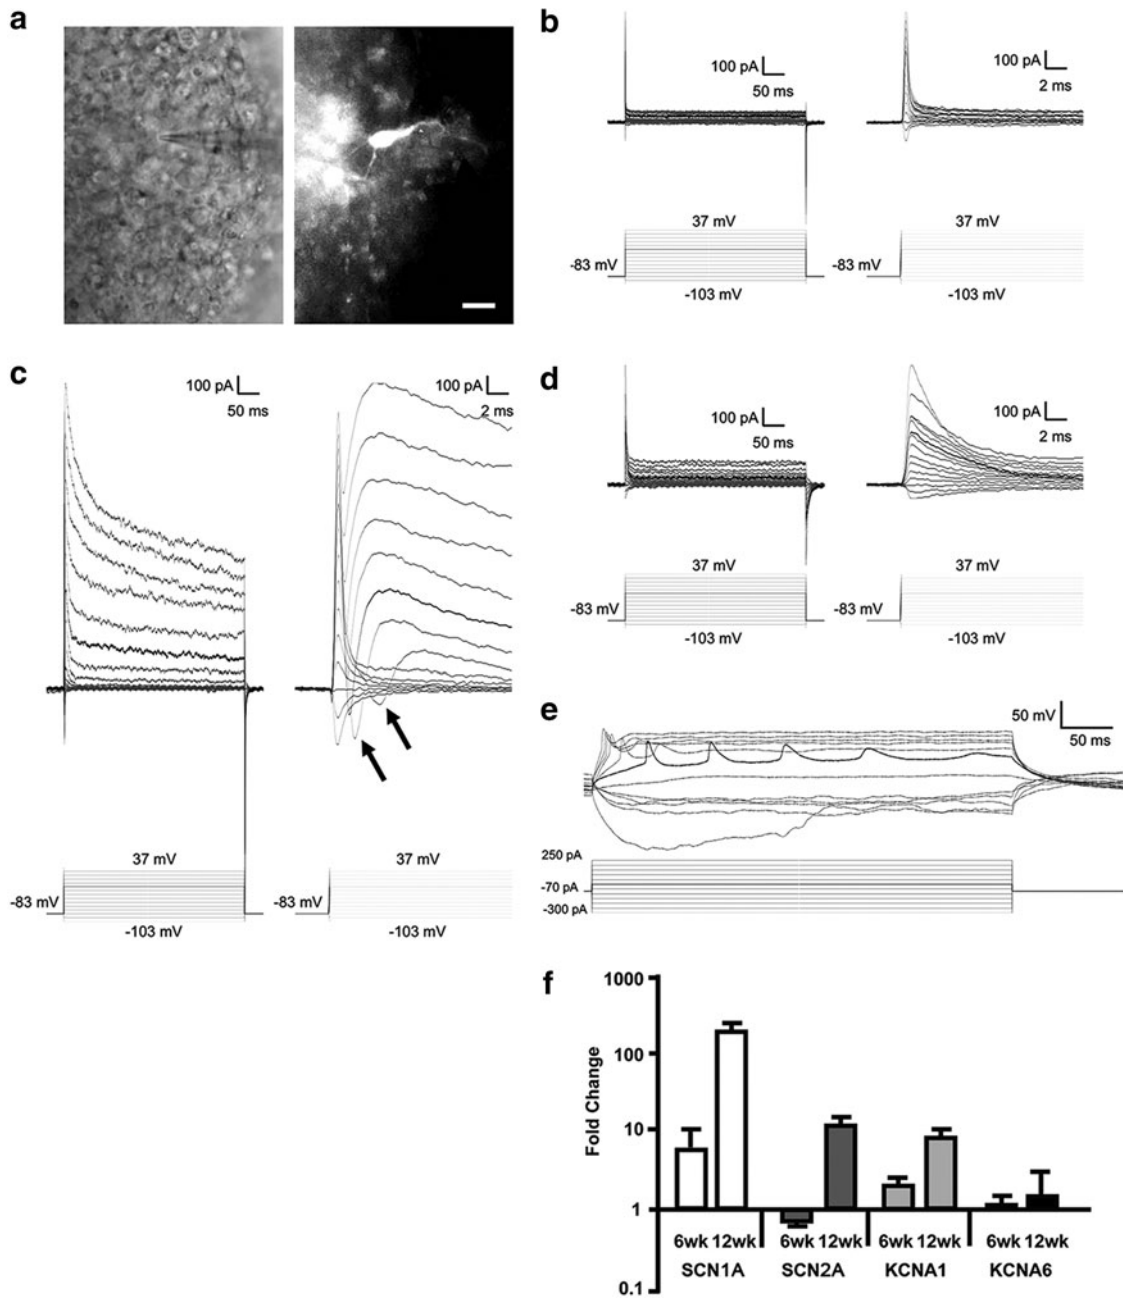 a
b
100 pA
50 ms
100 pA
2 ms
37 mV
-83 mV
-103 mV
37 mV
-83 mV
-103 mV
c
100 pA
50 ms
100 pA
2 ms
37 mV
-83 mV
-103 mV
37 mV
-83 mV
-103 mV
d
100 pA
50 ms
100 pA
2 ms
37 mV
-83 mV
-103 mV
37 mV
-83 mV
-103 mV
e
50 mV
50 ms
250 pA
-70 pA
-300 pA
f
Fold Change
1000
100
10
1
0.1
6wk 12wk 6wk 12wk 6wk 12wk 6wk 12wk
SCN1A SCN2A KCNA1 KCNA6